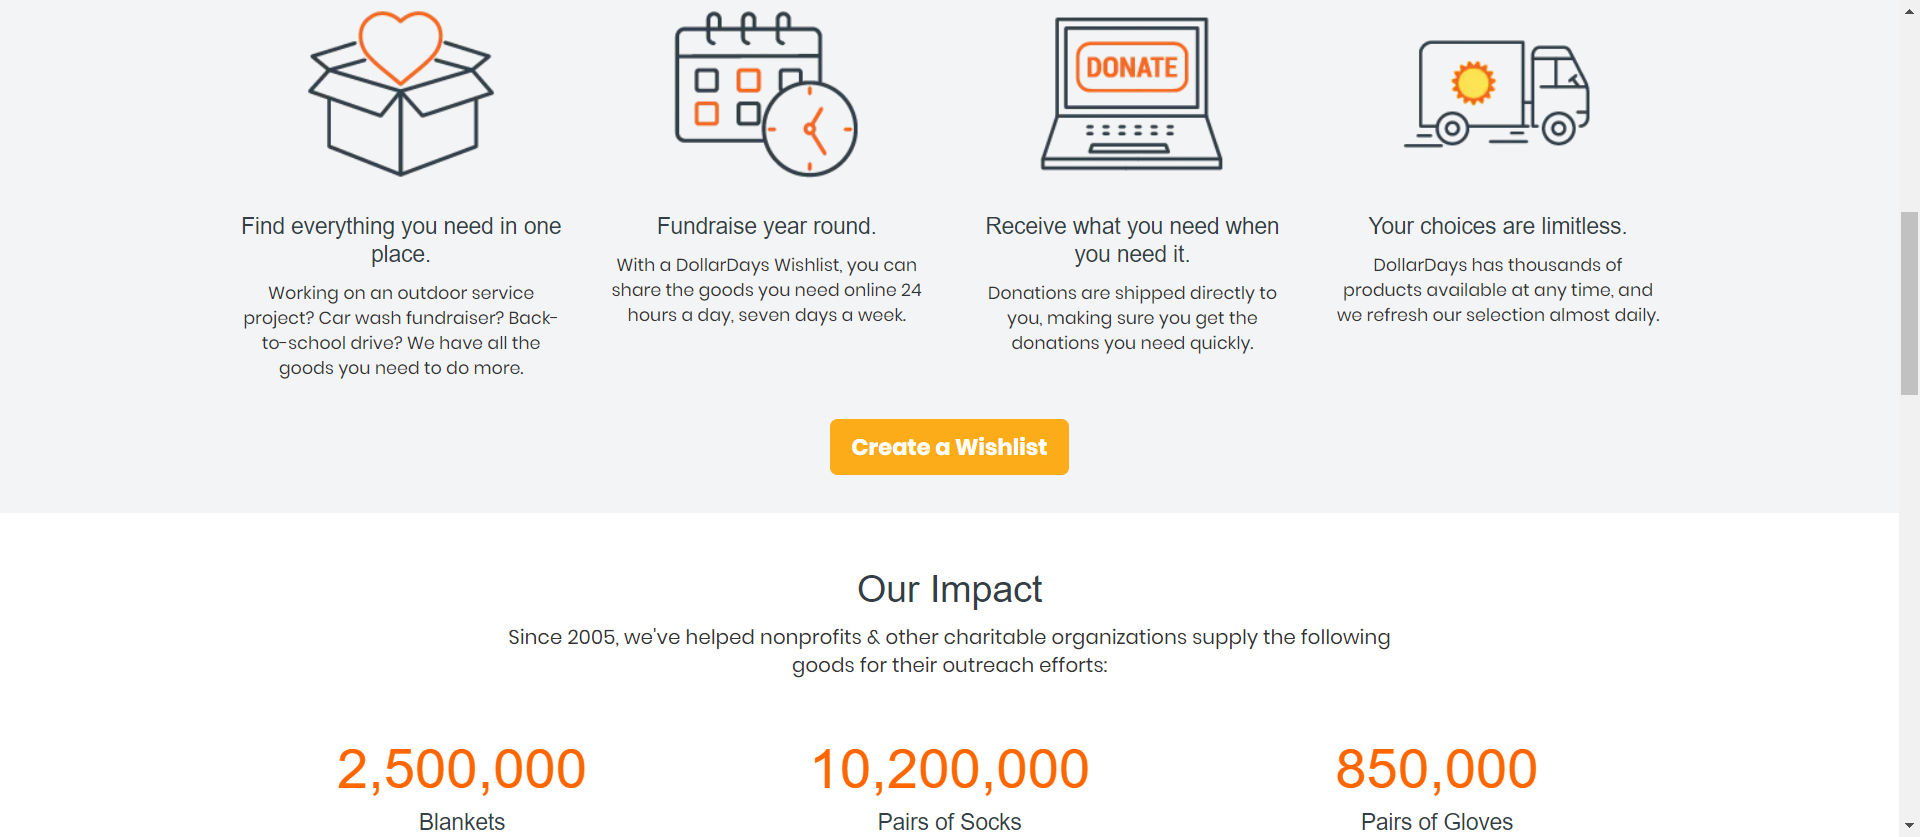 DONATE
Find everything you need in one
place.
Working on an outdoor service
project? Car wash fundraiser? Back-
to-school drive? We have all the
goods you need to do more.
Fundraise year round.
With a DollarDays Wishlist, you can
share the goods you need online 24
hours a day, seven days a week.
Receive what you need when
you need it.
Donations are shipped directly to
you, making sure you get the
donations you need quickly.
Your choices are limitless.
DollarDays has thousands of
products available at any time, and
we refresh our selection almost daily.
Create a Wishlist
Our Impact
Since 2005, we've helped nonprofits & other charitable organizations supply the following
goods for their outreach efforts:
2,500,000
Blankets
10,200,000
Pairs of Socks
850,000
Pairs of Gloves